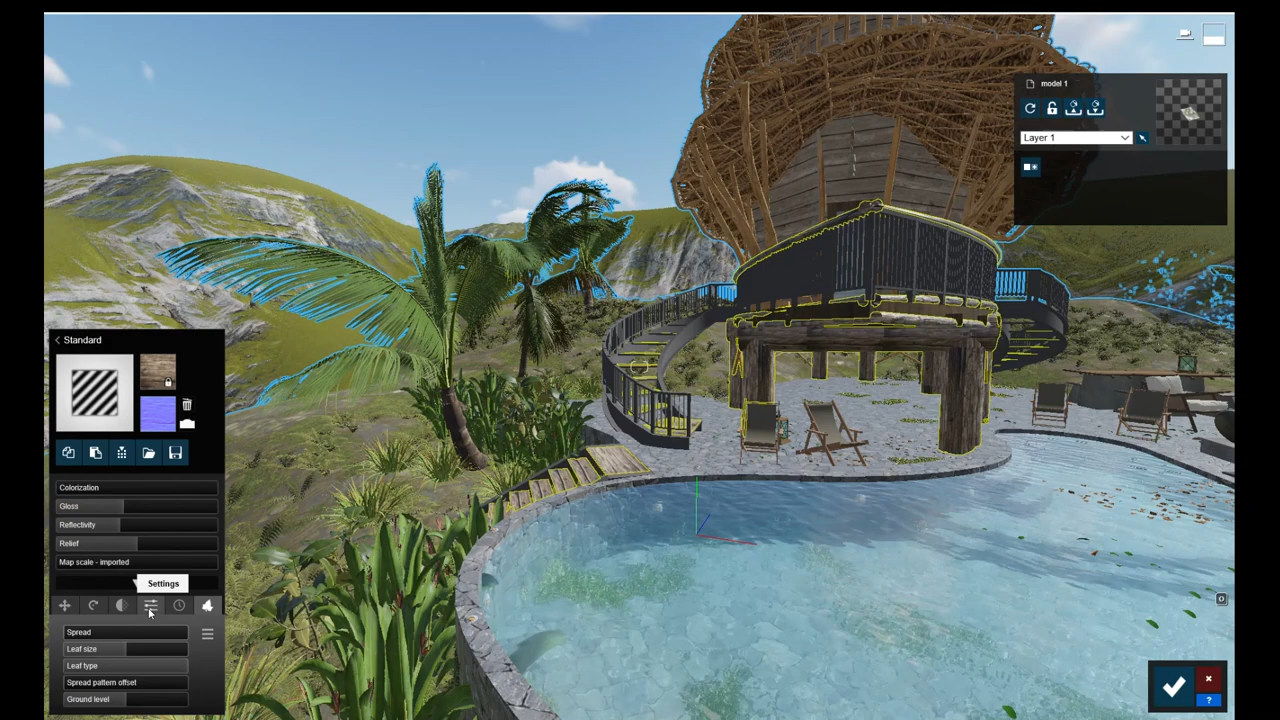 model 1
Layer 1
Standard
Colorization
Gloss
Reflectivity
Relief
Map scale - imported
Settings
Spread
Leaf size
Leaf type
Spread pattern offset
Ground level
?